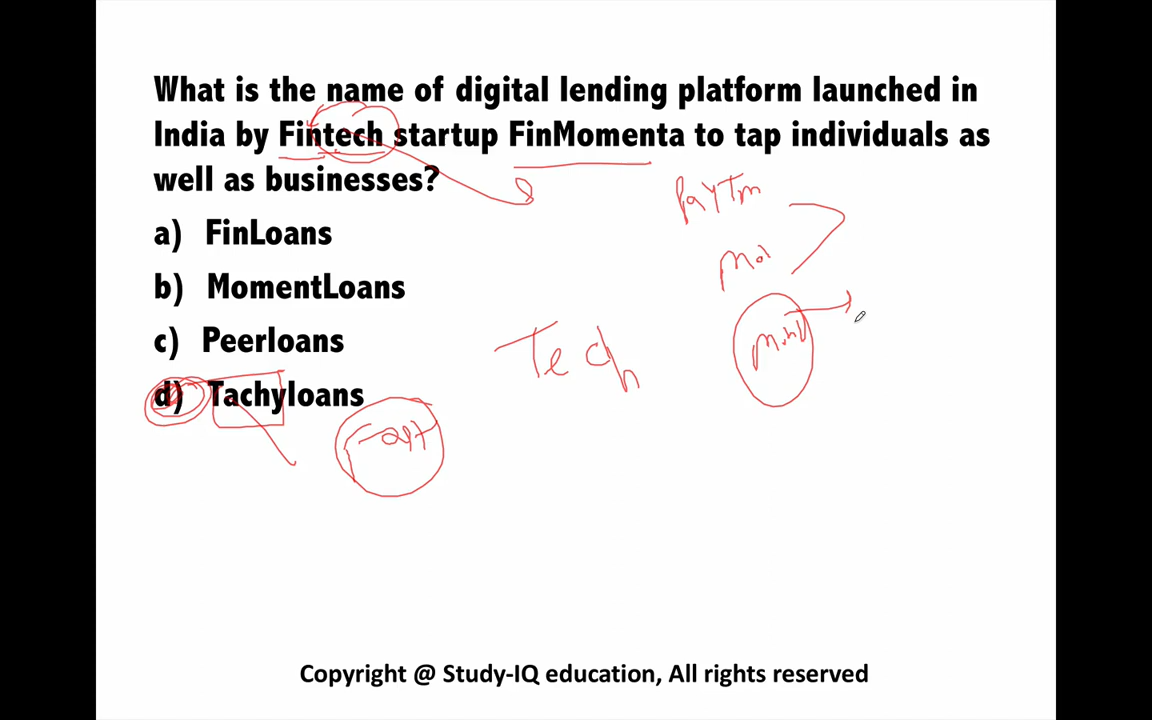 What is the name of digital lending platform launched in
India by Fintech startup FinMomenta to tap individuals as
well as businesses?
PayTm
a) FinLoans
b) MomentLoans
c) Peerloans
Tech
d) Tachyloans
Copyright @ Study-IQ education, All rights reserved